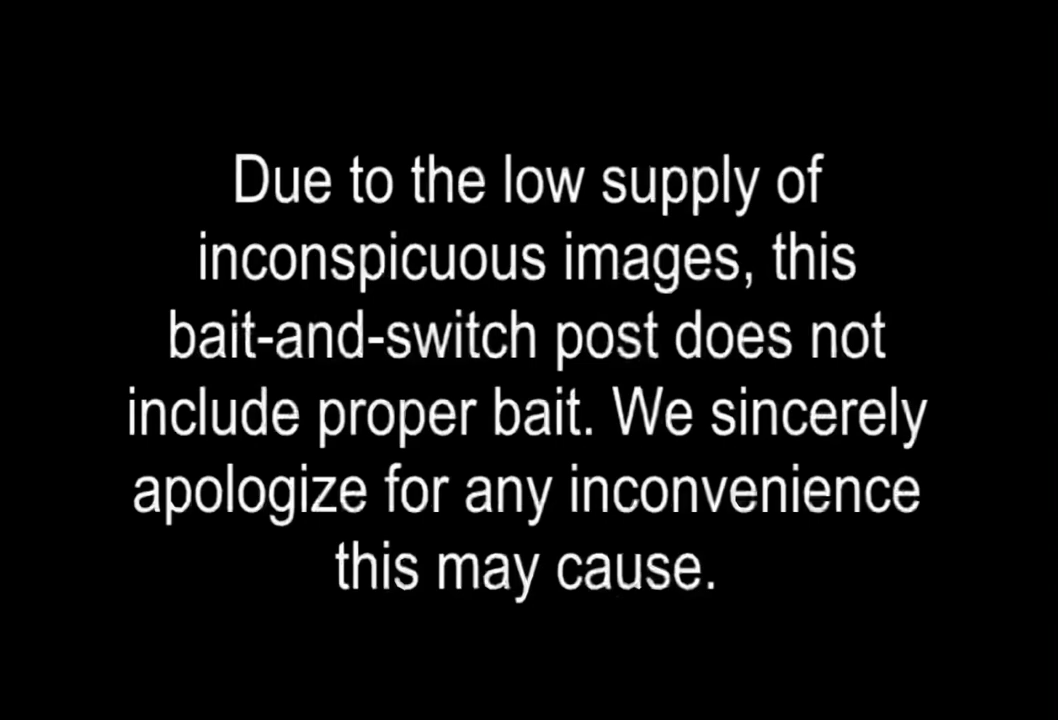 Due to the low supply of
inconspicuous images, this
bait-and-switch post does not
include proper bait. We sincerely
apologize for any inconvenience
this may cause.